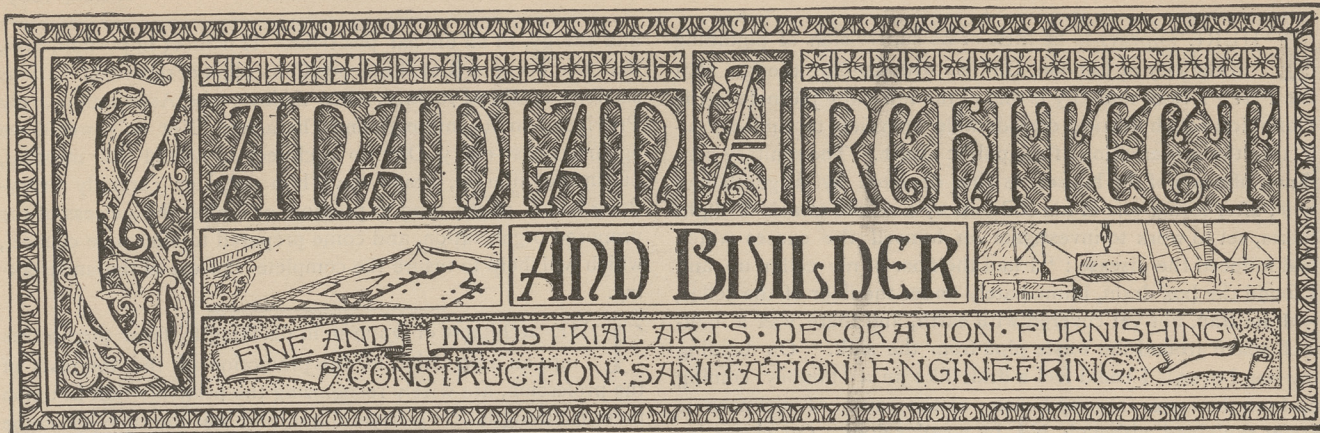 CANADIAN ARCHITECT
AND BUILDER
FINE AND INDUSTRIAL ARTS · DECORATION · FURNISHING
CONSTRUCTION · SANITATION · ENGINEERING ·